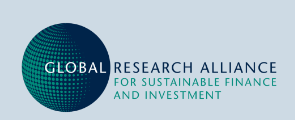 GLOBAL RESEARCH ALLIANCE
FOR SUSTAINABLE FINANCE
AND INVESTMENT